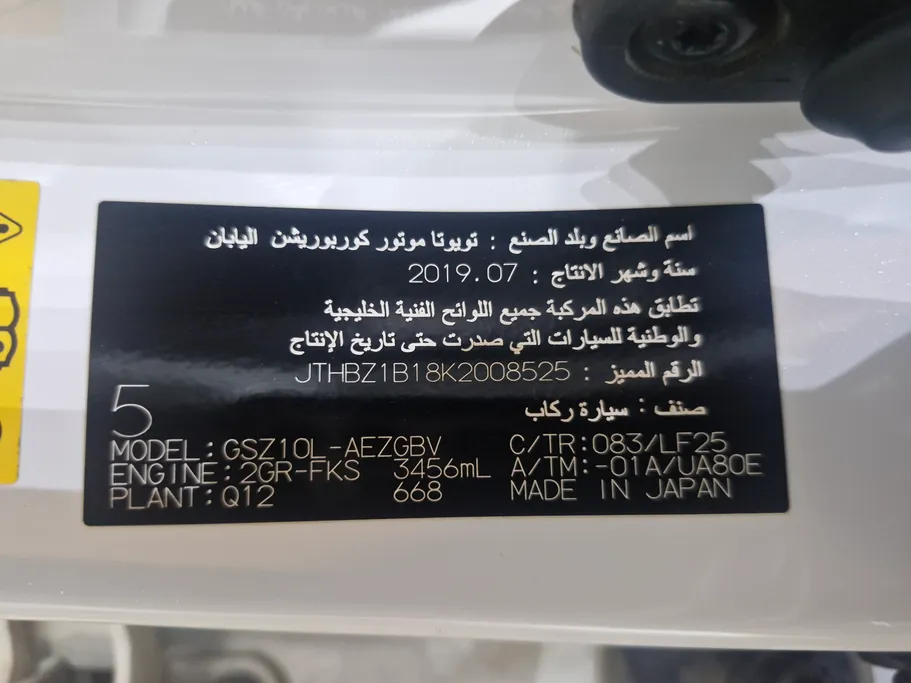 اسم الصانع وبلد الصنع : تويوتا موتور كوربوريشن اليابان
سنة وشهر الانتاج : 2019.07
تطابق هذه المركبة جميع اللوائح الفنية الخليجية
والوطنية للسيارات التي صدرت حتى تاريخ الإنتاج
الرقم المميز : JTHBZ1B18K2008525
صنف : سيارة ركاب
5
MODEL:GSZ10L-AEZGBV C/TR:083/LF25
ENGINE:2GR-FKS 3456mL A/TM:-01A/UA80E
PLANT:Q12 668 MADE IN JAPAN